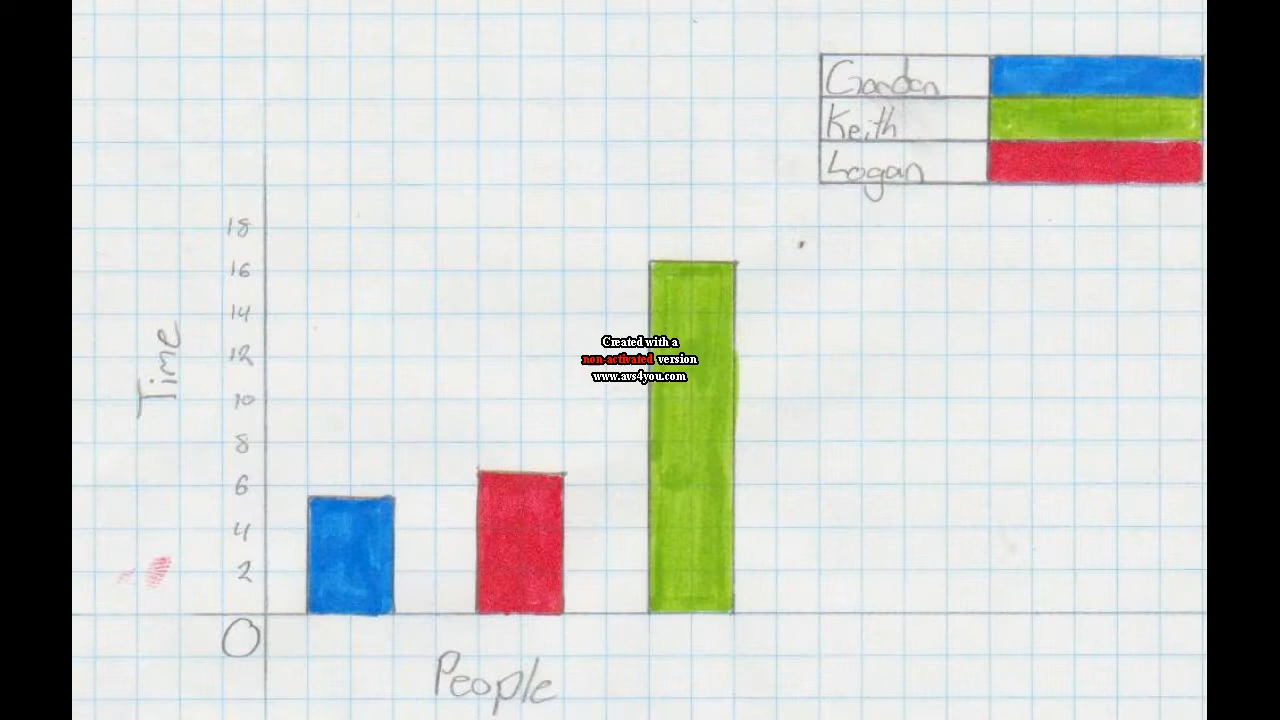 Gordon
Keith
Logan
18
16
14
12
10
8
6
4
2
0
Time
People
Created with a
non-activated version
www.avs4you.com